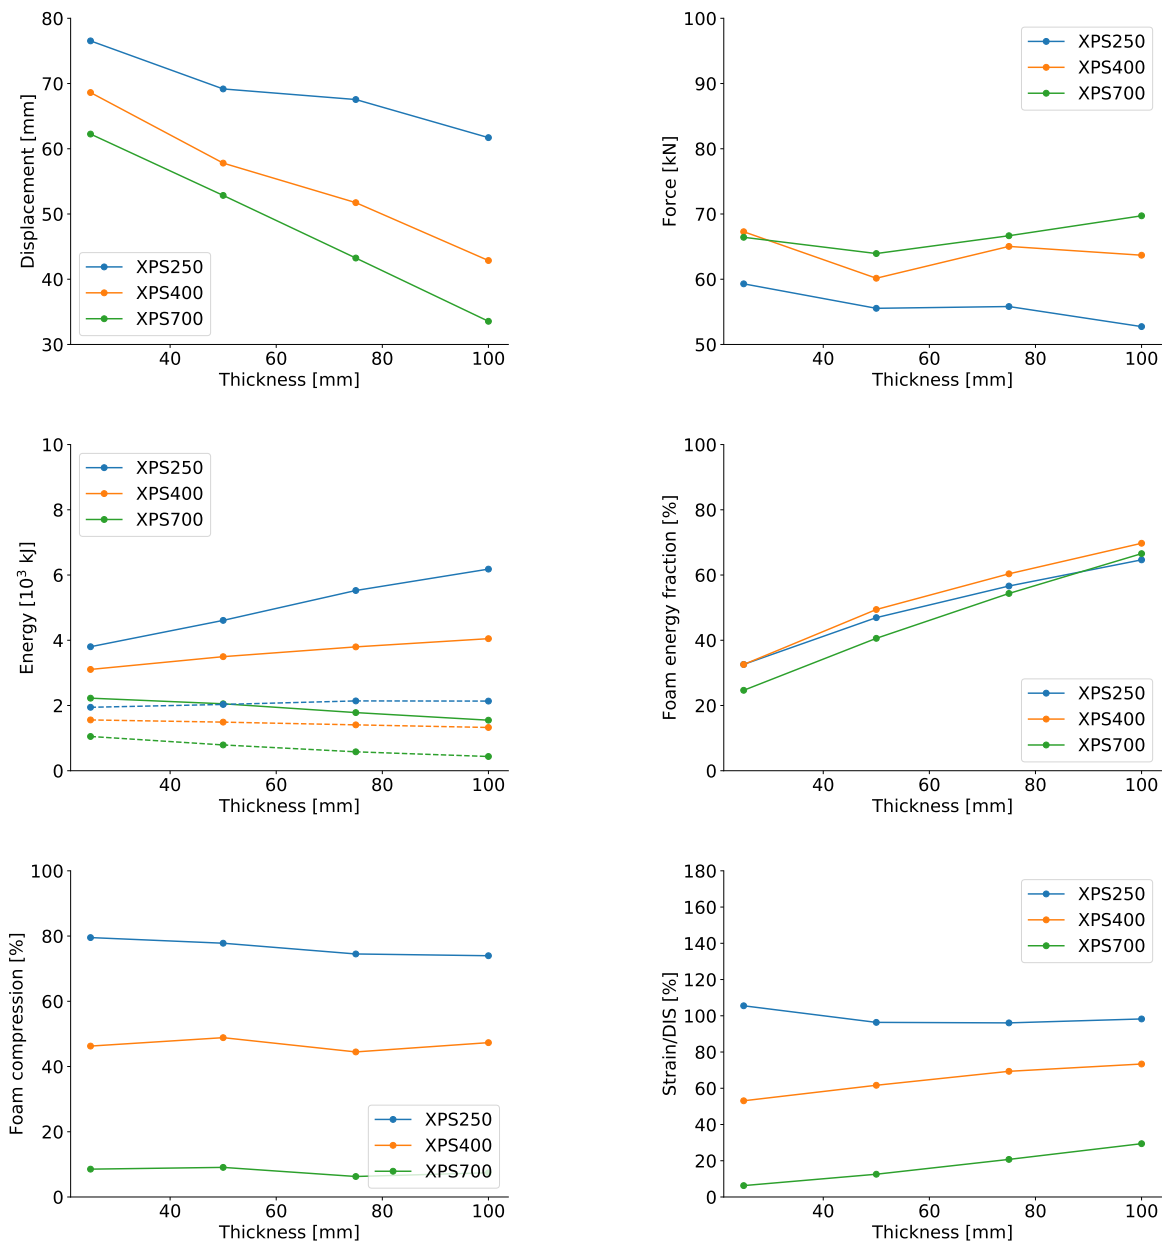 80
70
60
50
40
30
Displacement [mm]
XPS250
XPS400
XPS700
40 60 80 100
Thickness [mm]
100
90
80
70
60
50
Force [kN]
XPS250
XPS400
XPS700
40 60 80 100
Thickness [mm]
10
8
6
4
2
0
Energy [10³ kJ]
XPS250
XPS400
XPS700
40 60 80 100
Thickness [mm]
100
80
60
40
20
0
Foam energy fraction [%]
XPS250
XPS400
XPS700
40 60 80 100
Thickness [mm]
100
80
60
40
20
0
Foam compression [%]
XPS250
XPS400
XPS700
40 60 80 100
Thickness [mm]
180
160
140
120
100
80
60
40
20
0
Strain/DIS [%]
XPS250
XPS400
XPS700
40 60 80 100
Thickness [mm]